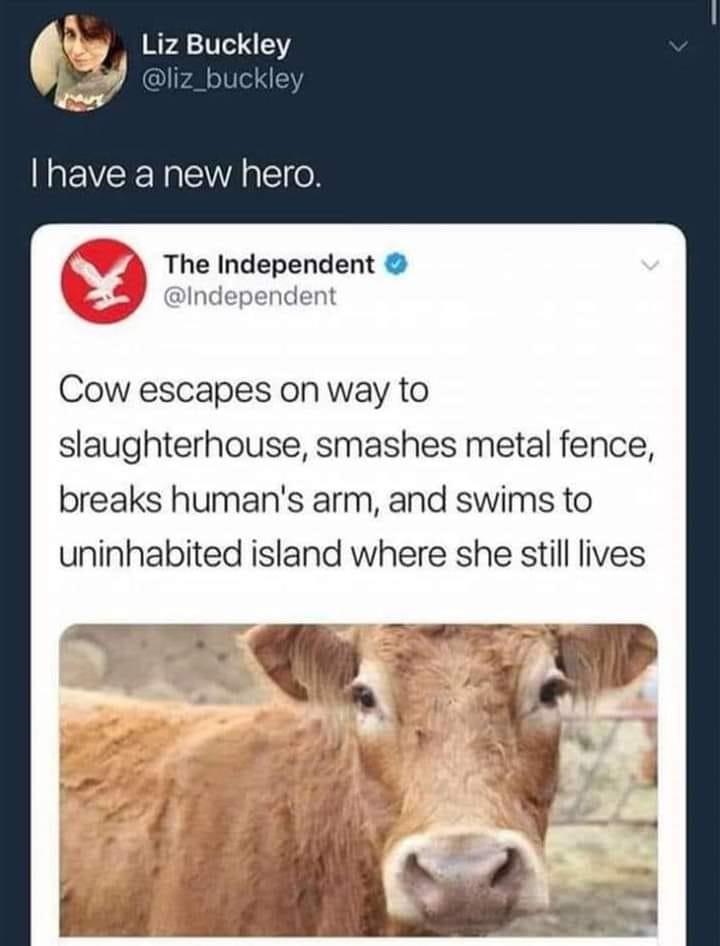 Liz Buckley
@liz_buckley
I have a new hero.
The Independent
@Independent
Cow escapes on way to
slaughterhouse, smashes metal fence,
breaks human's arm, and swims to
uninhabited island where she still lives